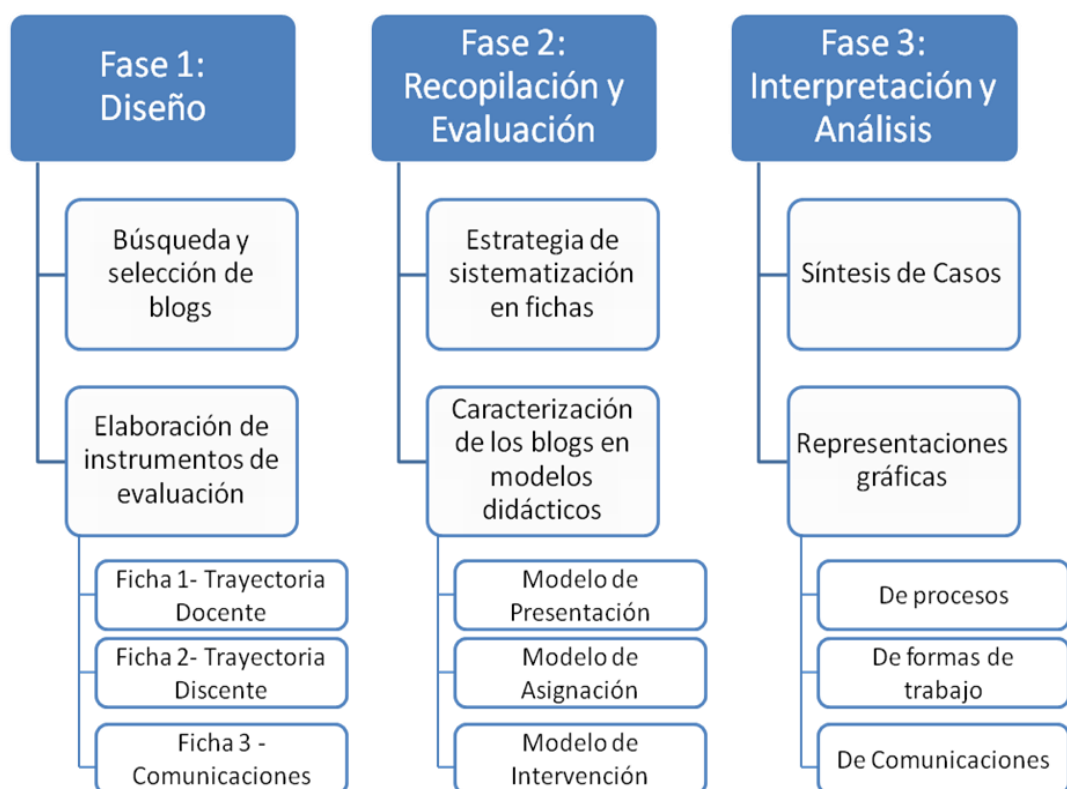 Fase 1:
Diseño
Búsqueda y
selección de
blogs
Elaboración de
instrumentos de
evaluación
Ficha 1- Trayectoria
Docente
Ficha 2- Trayectoria
Discente
Ficha 3 -
Comunicaciones
Fase 2:
Recopilación y
Evaluación
Estrategia de
sistematización
en fichas
Caracterización
de los blogs en
modelos
didácticos
Modelo de
Presentación
Modelo de
Asignación
Modelo de
Intervención
Fase 3:
Interpretación y
Análisis
Síntesis de Casos
Representaciones
gráficas
De procesos
De formas de
trabajo
De Comunicaciones